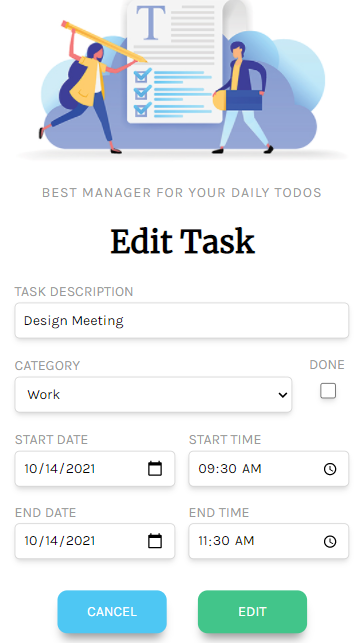 T
BEST MANAGER FOR YOUR DAILY TODOS
Edit Task
TASK DESCRIPTION
Design Meeting
CATEGORY DONE
Work
START DATE START TIME
10/14/2021 09:30 AM
END DATE END TIME
10/14/2021 11:30 AM
CANCEL EDIT